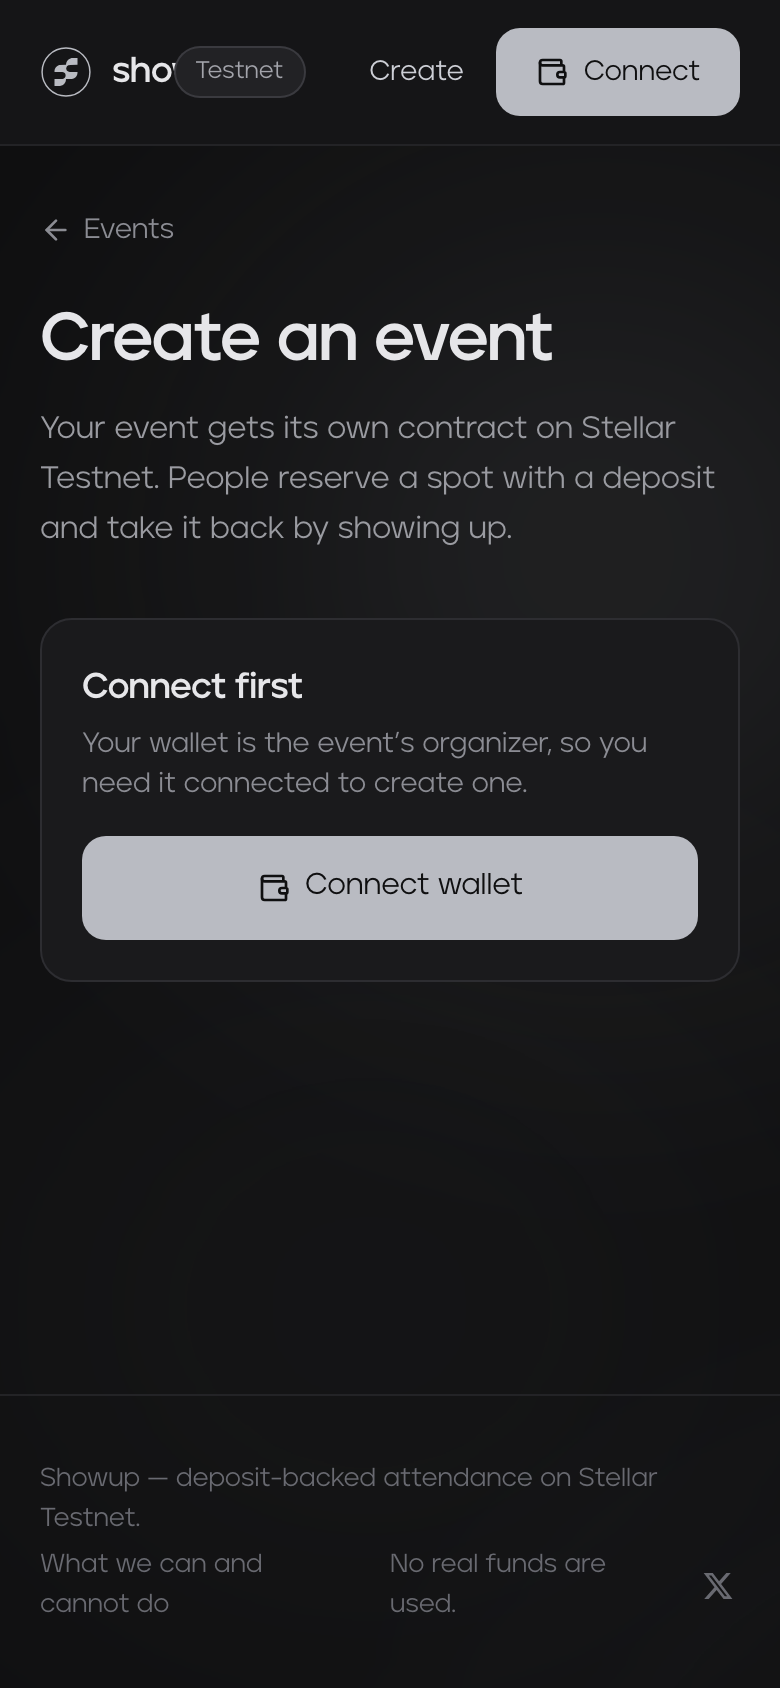 sho
Testnet
Create
Connect
Events
Create an event
Your event gets its own contract on Stellar
Testnet. People reserve a spot with a deposit
and take it back by showing up.
Connect first
Your wallet is the event’s organizer, so you
need it connected to create one.
Connect wallet
Showup — deposit-backed attendance on Stellar
Testnet.
What we can and
cannot do
No real funds are
used.